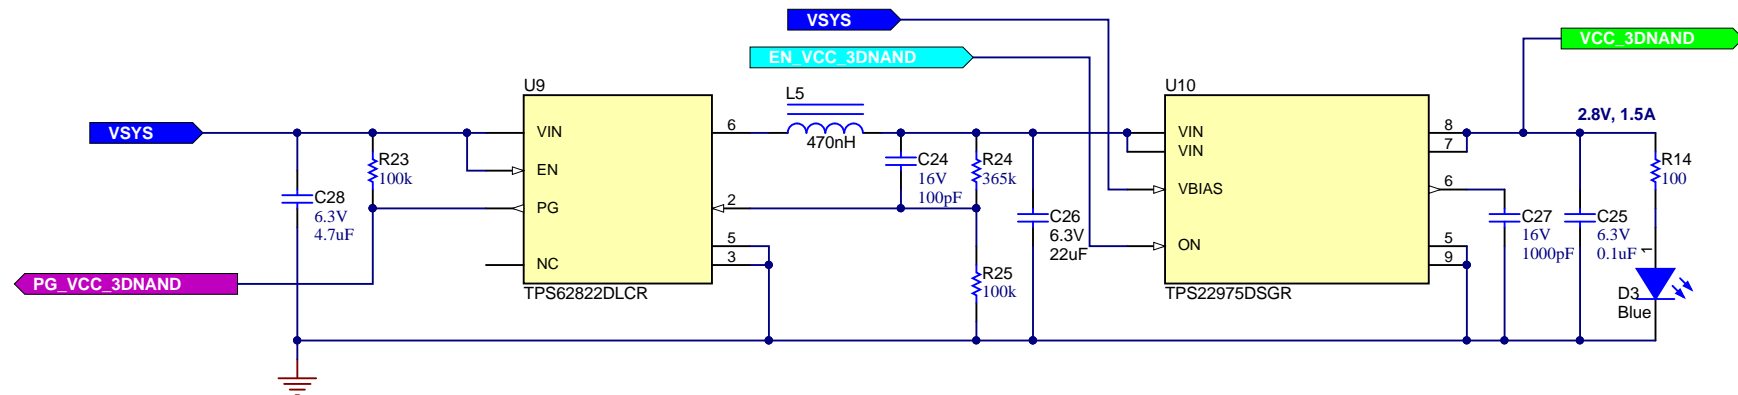 VSYS
EN_VCC_3DNAND
VCC_3DNAND
VSYS
U9
VIN
EN
PG
NC
6
2
5
3
TPS62822DLCR
R23
100k
C28
6.3V
4.7uF
PG_VCC_3DNAND
L5
470nH
C24
16V
100pF
R24
365k
R25
100k
C26
6.3V
22uF
U10
VIN
VIN
VBIAS
ON
8
7
6
5
9
TPS22975DSGR
2.8V, 1.5A
C27
16V
1000pF
C25
6.3V
0.1uF
R14
100
1
D3
Blue